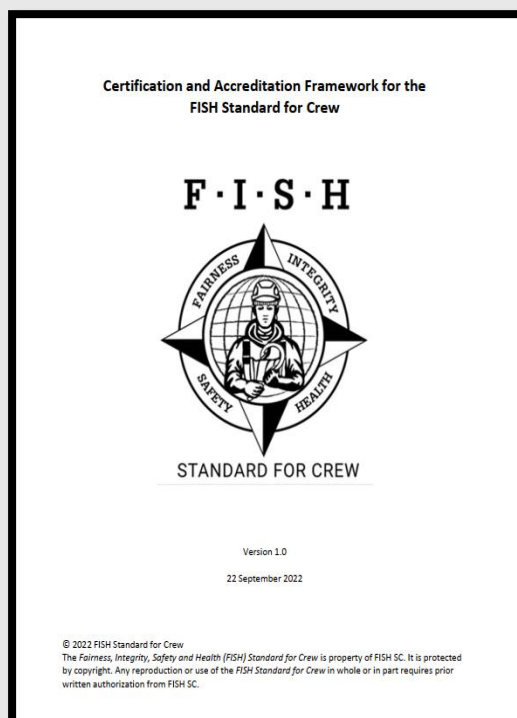 Certification and Accreditation Framework for the
FISH Standard for Crew
F·I·S·H
FAIRNESS
INTEGRITY
SAFETY
HEALTH
STANDARD FOR CREW
Version 1.0
22 September 2022
© 2022 FISH Standard for Crew
The Fairness, Integrity, Safety and Health (FISH) Standard for Crew is property of FISH SC. It is protected
by copyright. Any reproduction or use of the FISH Standard for Crew in whole or in part requires prior
written authorization from FISH SC.